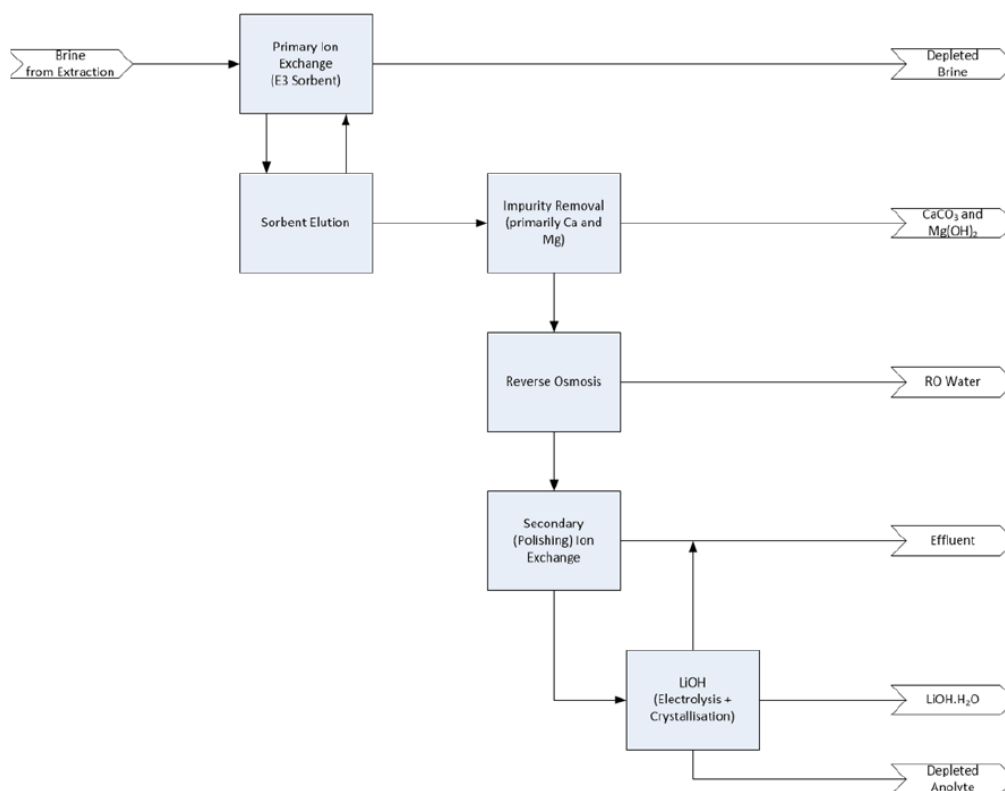 Brine
from Extraction
Primary Ion
Exchange
(E3 Sorbent)
Depleted
Brine
Sorbent Elution
Impurity Removal
(primarily Ca and
Mg)
CaCO₃ and
Mg(OH)₂
Reverse Osmosis
RO Water
Secondary
(Polishing) Ion
Exchange
Effluent
LiOH
(Electrolysis +
Crystallisation)
LiOH.H₂O
Depleted
Anolyte